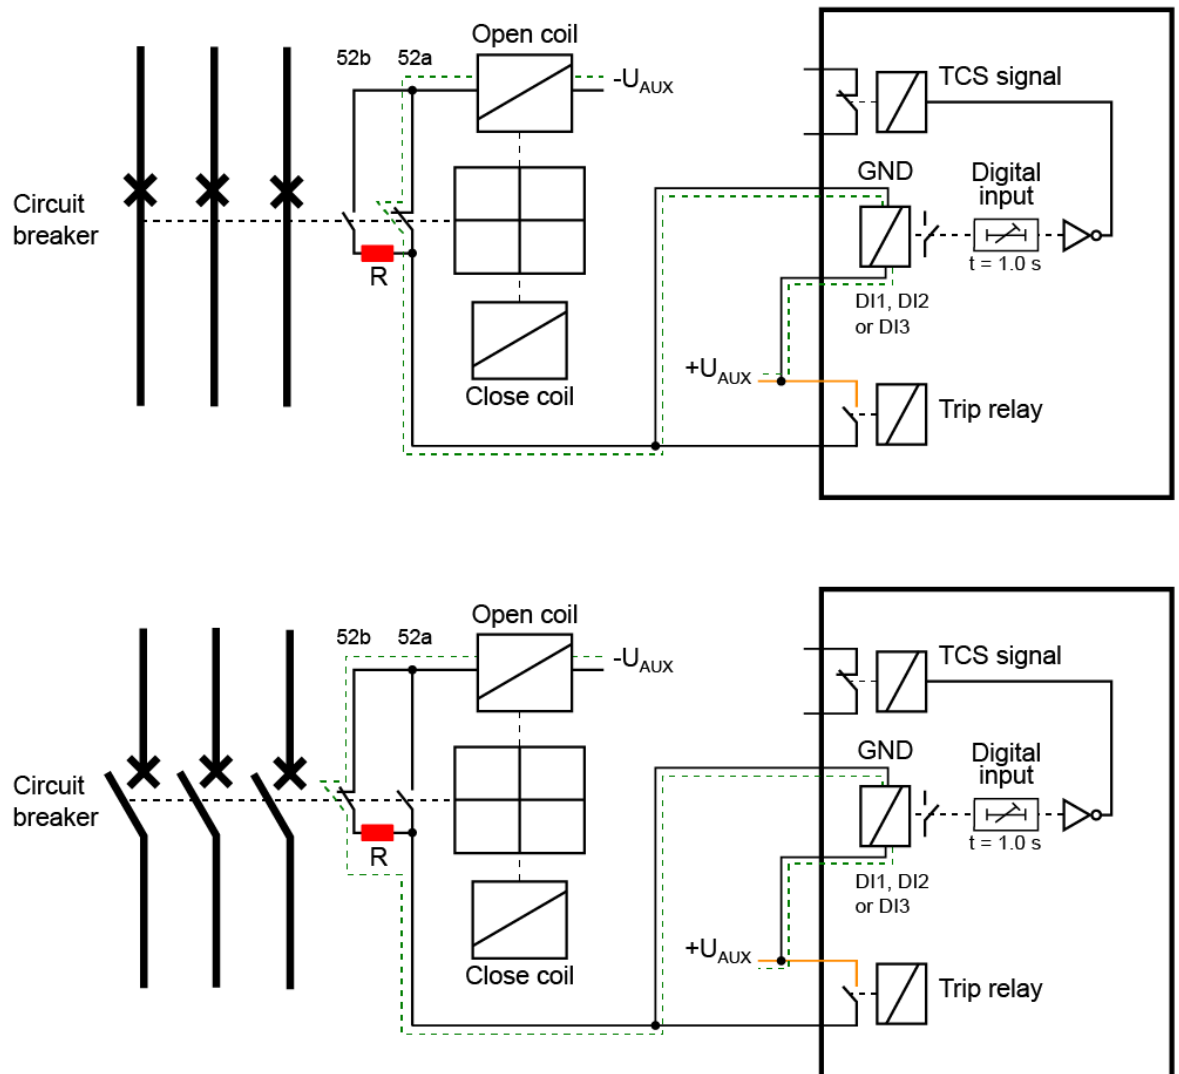 Open coil
52b 52a
-UAUX
TCS signal
GND
Digital
input
Circuit
breaker
R
t = 1.0 s
DI1, DI2
or DI3
+UAUX
Close coil
Trip relay
Open coil
52b 52a
-UAUX
TCS signal
GND
Digital
input
Circuit
breaker
R
t = 1.0 s
DI1, DI2
or DI3
+UAUX
Close coil
Trip relay